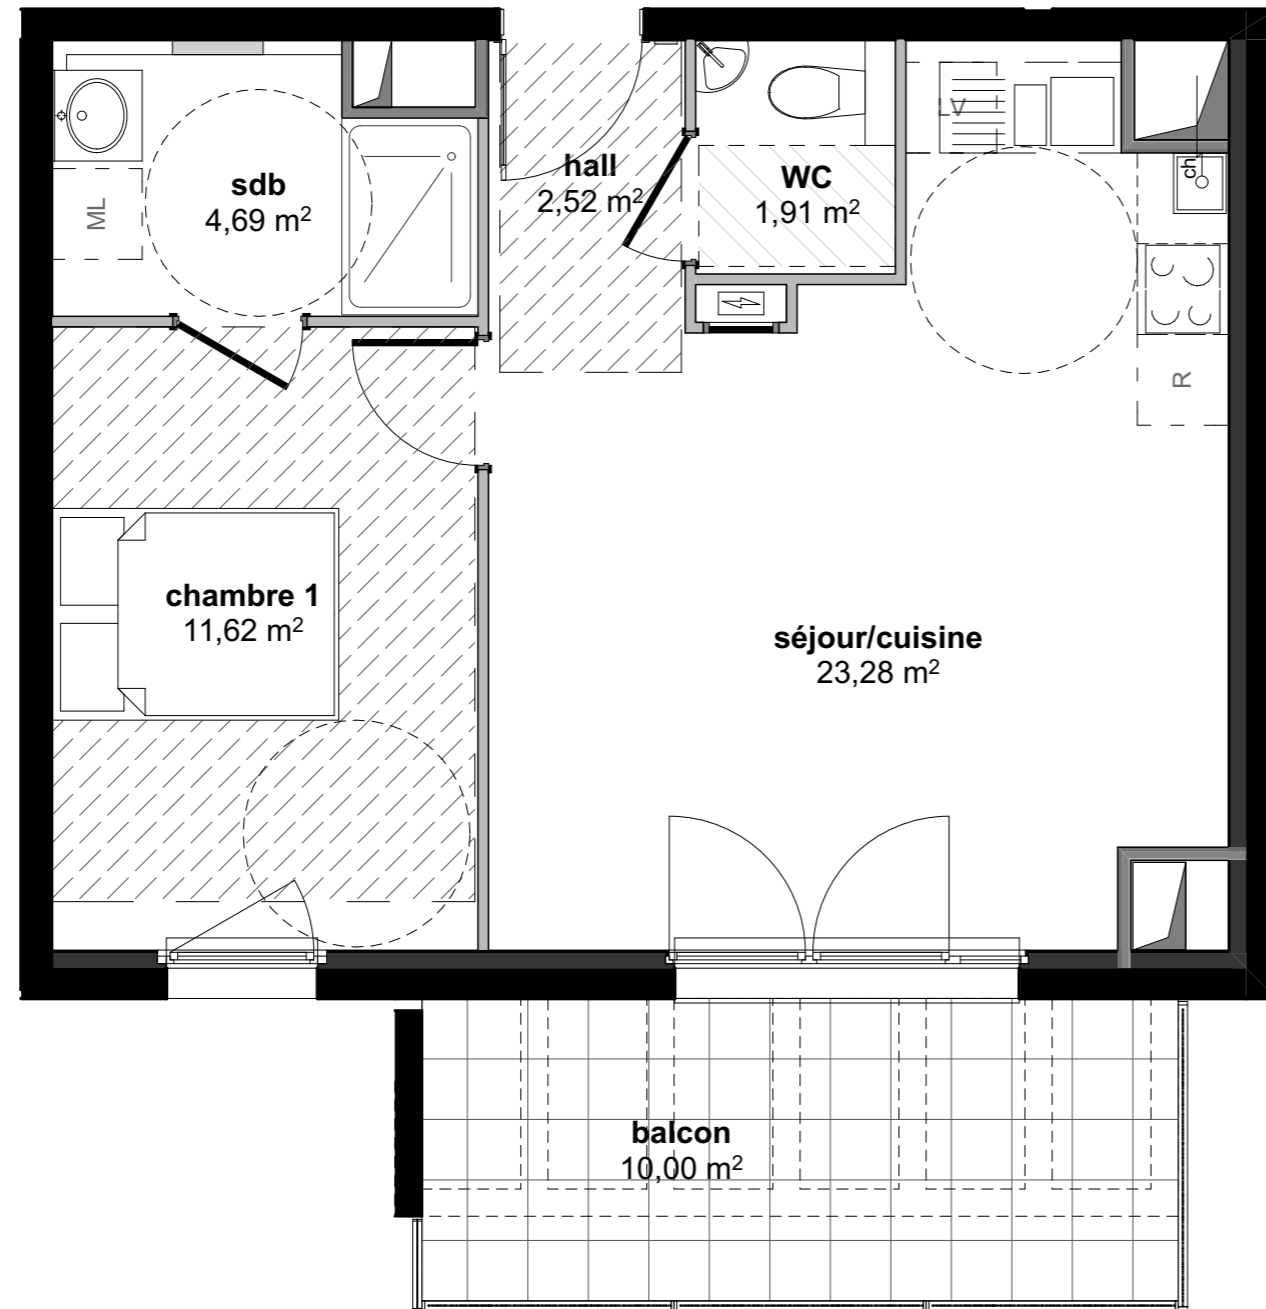 sdb
4,69 m²
ML
hall
2,52 m²
WC
1,91 m²
LV
ch
R
chambre 1
11,62 m²
séjour/cuisine
23,28 m²
balcon
10,00 m²